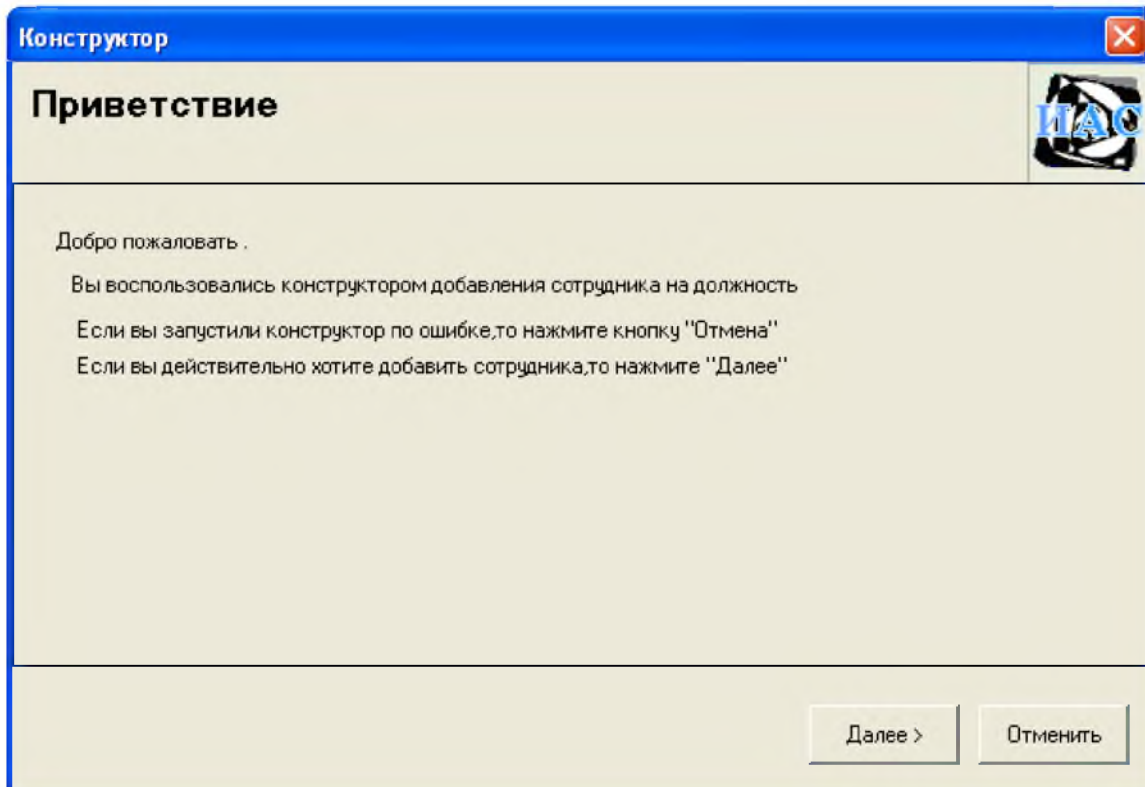 Конструктор
Приветствие
ИАС
Добро пожаловать .
Вы воспользовались конструктором добавления сотрудника на должность
Если вы запустили конструктор по ошибке,то нажмите кнопку "Отмена"
Если вы действительно хотите добавить сотрудника,то нажмите "Далее"
Далее >
Отменить